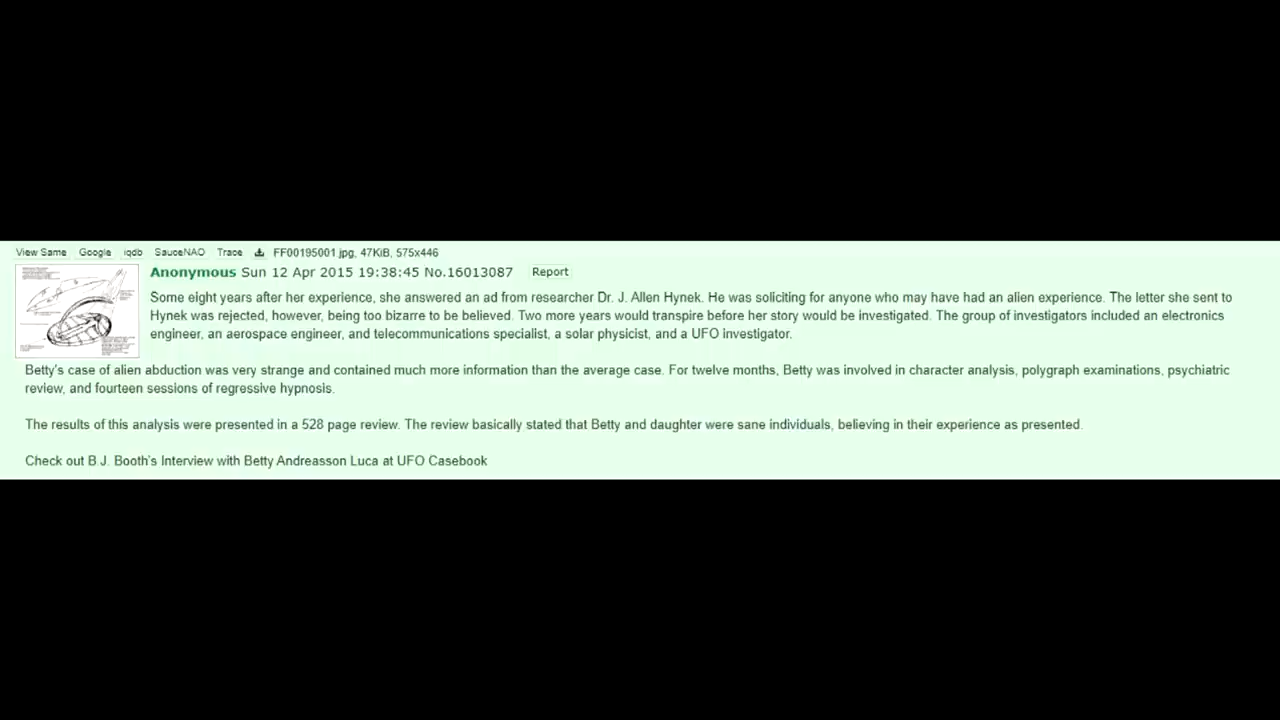 View Same Google iqdb SauceNAO Trace FF00195001.jpg, 47KiB, 575x446
Anonymous Sun 12 Apr 2015 19:38:45 No.16013087 Report
Some eight years after her experience, she answered an ad from researcher Dr. J. Allen Hynek. He was soliciting for anyone who may have had an alien experience. The letter she sent to
Hynek was rejected, however, being too bizarre to be believed. Two more years would transpire before her story would be investigated. The group of investigators included an electronics
engineer, an aerospace engineer, and telecommunications specialist, a solar physicist, and a UFO investigator.
Betty's case of alien abduction was very strange and contained much more information than the average case. For twelve months, Betty was involved in character analysis, polygraph examinations, psychiatric
review, and fourteen sessions of regressive hypnosis.
The results of this analysis were presented in a 528 page review. The review basically stated that Betty and daughter were sane individuals, believing in their experience as presented.
Check out B.J. Booth's Interview with Betty Andreasson Luca at UFO Casebook